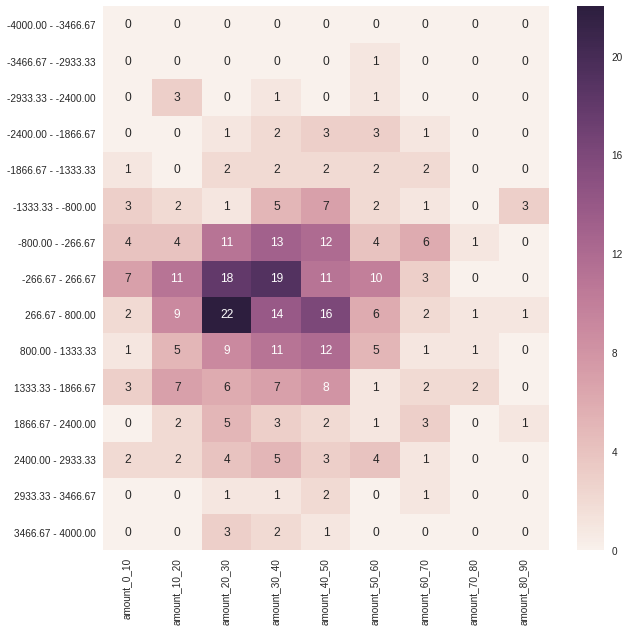 -4000.00 - -3466.67 0 0 0 0 0 0 0 0 0
-3466.67 - -2933.33 0 0 0 0 0 1 0 0 0
-2933.33 - -2400.00 0 3 0 1 0 1 0 0 0
-2400.00 - -1866.67 0 0 1 2 3 3 1 0 0
-1866.67 - -1333.33 1 0 2 2 2 2 2 0 0
-1333.33 - -800.00 3 2 1 5 7 2 1 0 3
-800.00 - -266.67 4 4 11 13 12 4 6 1 0
-266.67 - 266.67 7 11 18 19 11 10 3 0 0
266.67 - 800.00 2 9 22 14 16 6 2 1 1
800.00 - 1333.33 1 5 9 11 12 5 1 1 0
1333.33 - 1866.67 3 7 6 7 8 1 2 2 0
1866.67 - 2400.00 0 2 5 3 2 1 3 0 1
2400.00 - 2933.33 2 2 4 5 3 4 1 0 0
2933.33 - 3466.67 0 0 1 1 2 0 1 0 0
3466.67 - 4000.00 0 0 3 2 1 0 0 0 0
amount_0_10
amount_10_20
amount_20_30
amount_30_40
amount_40_50
amount_50_60
amount_60_70
amount_70_80
amount_80_90
20
16
12
8
4
0